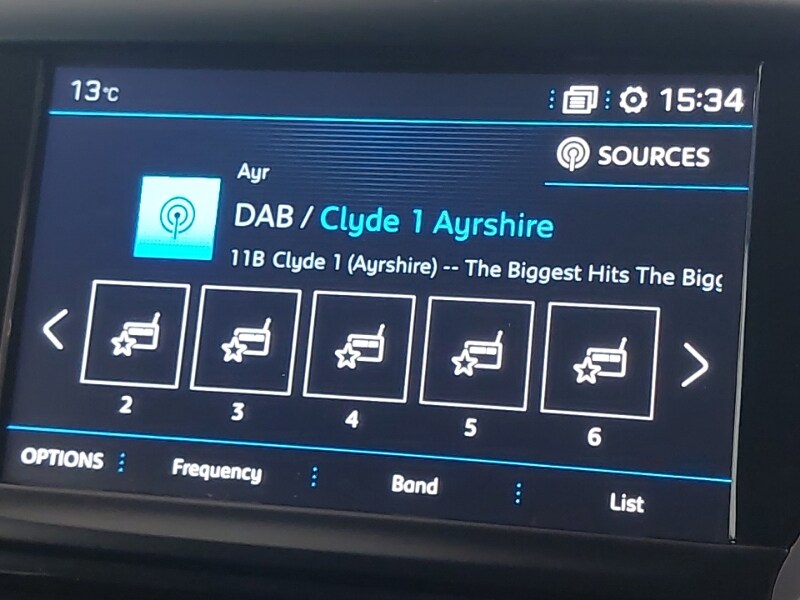 13°C
15:34
SOURCES
Ayr
DAB / Clyde 1 Ayrshire
11B Clyde 1 (Ayrshire) -- The Biggest Hits The Bigg
2 3 4 5 6
OPTIONS Frequency Band List